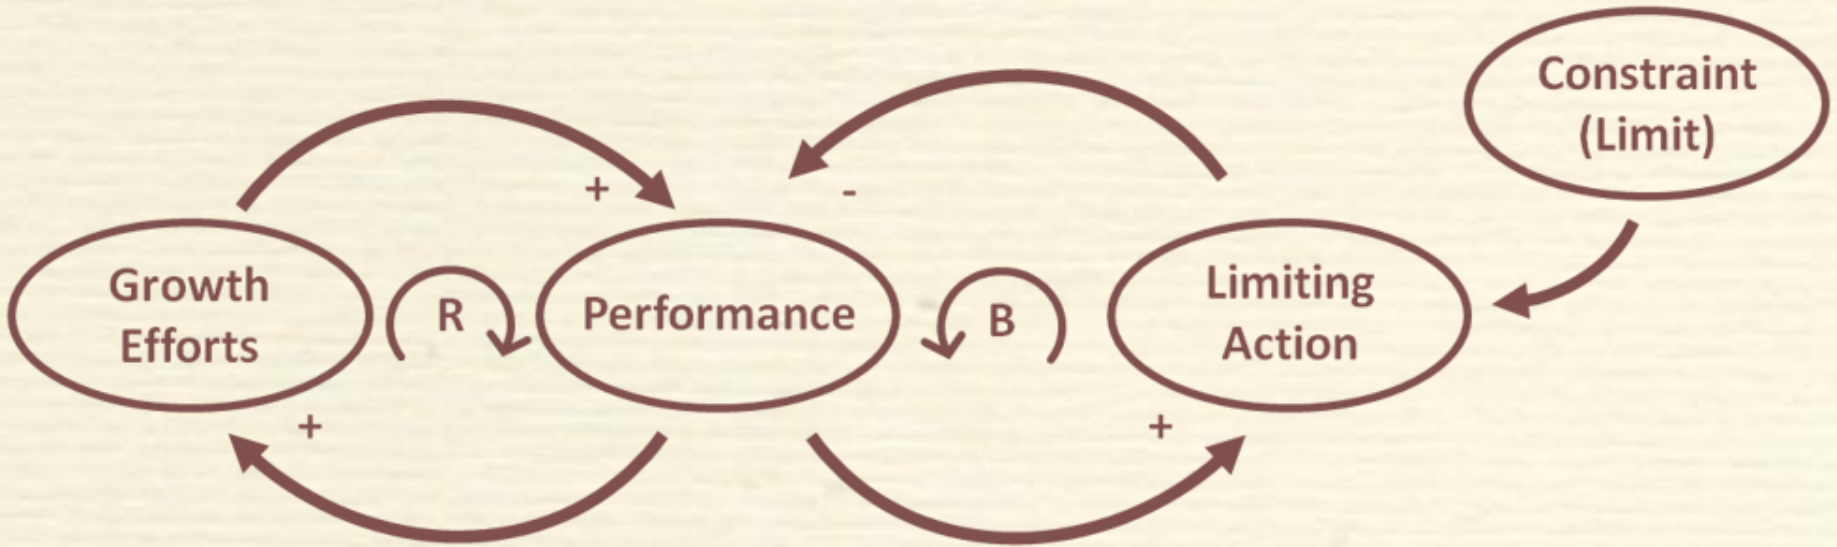 Constraint
(Limit)
+
-
Growth
Efforts
R
Performance
B
Limiting
Action
+
+